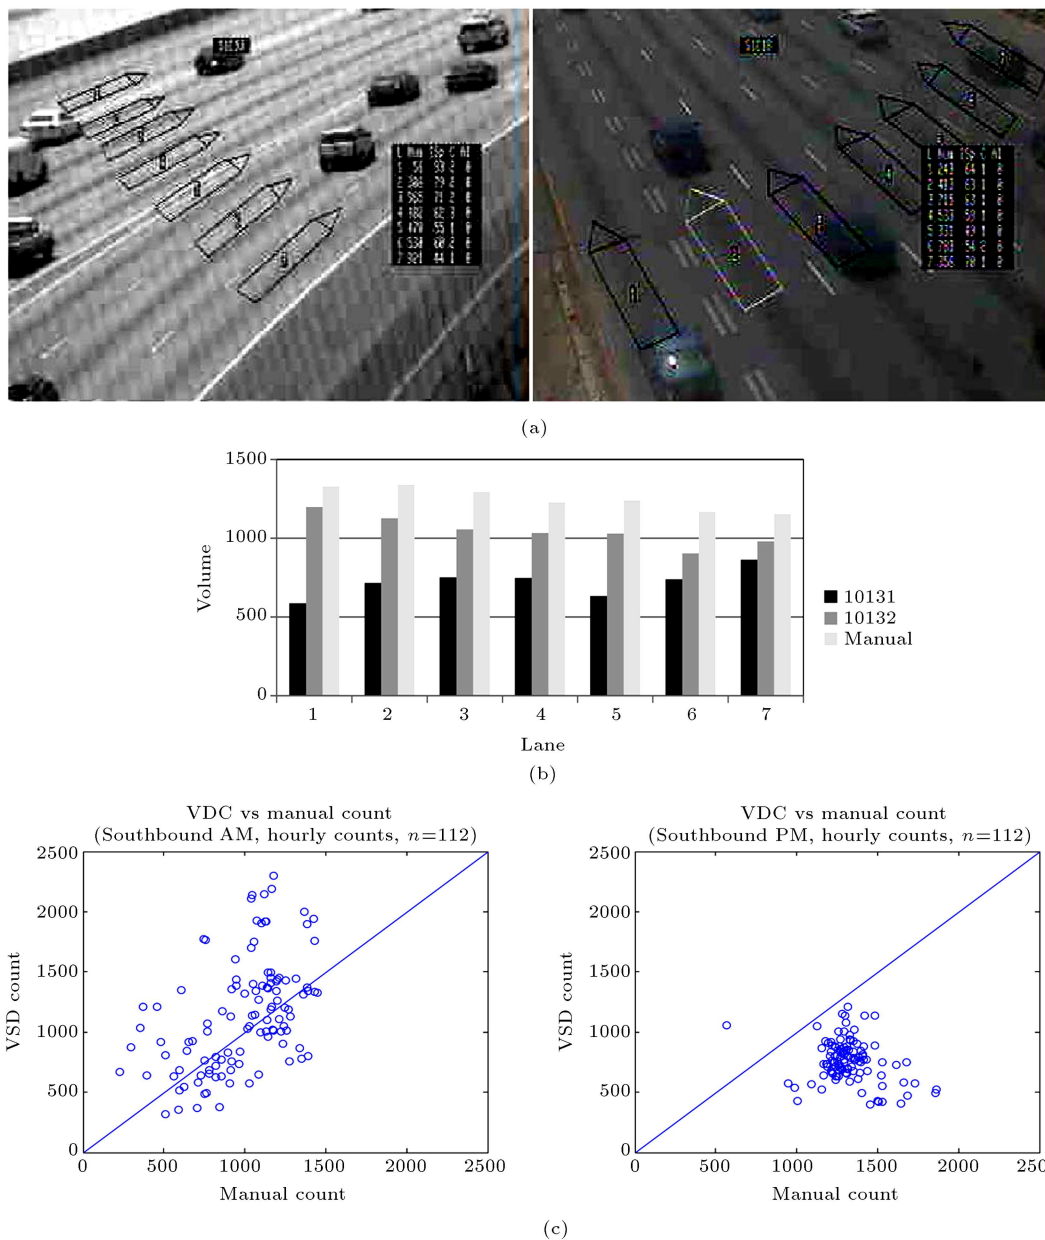 (a)
1500
1000
500
0
Volume
1 2 3 4 5 6 7
Lane
10131
10132
Manual
(b)
VDC vs manual count
(Southbound AM, hourly counts, n=112)
2500
2000
1500
1000
500
0
VSD count
0 500 1000 1500 2000 2500
Manual count
VDC vs manual count
(Southbound PM, hourly counts, n=112)
2500
2000
1500
1000
500
0
VSD count
0 500 1000 1500 2000
Manual count
(c)